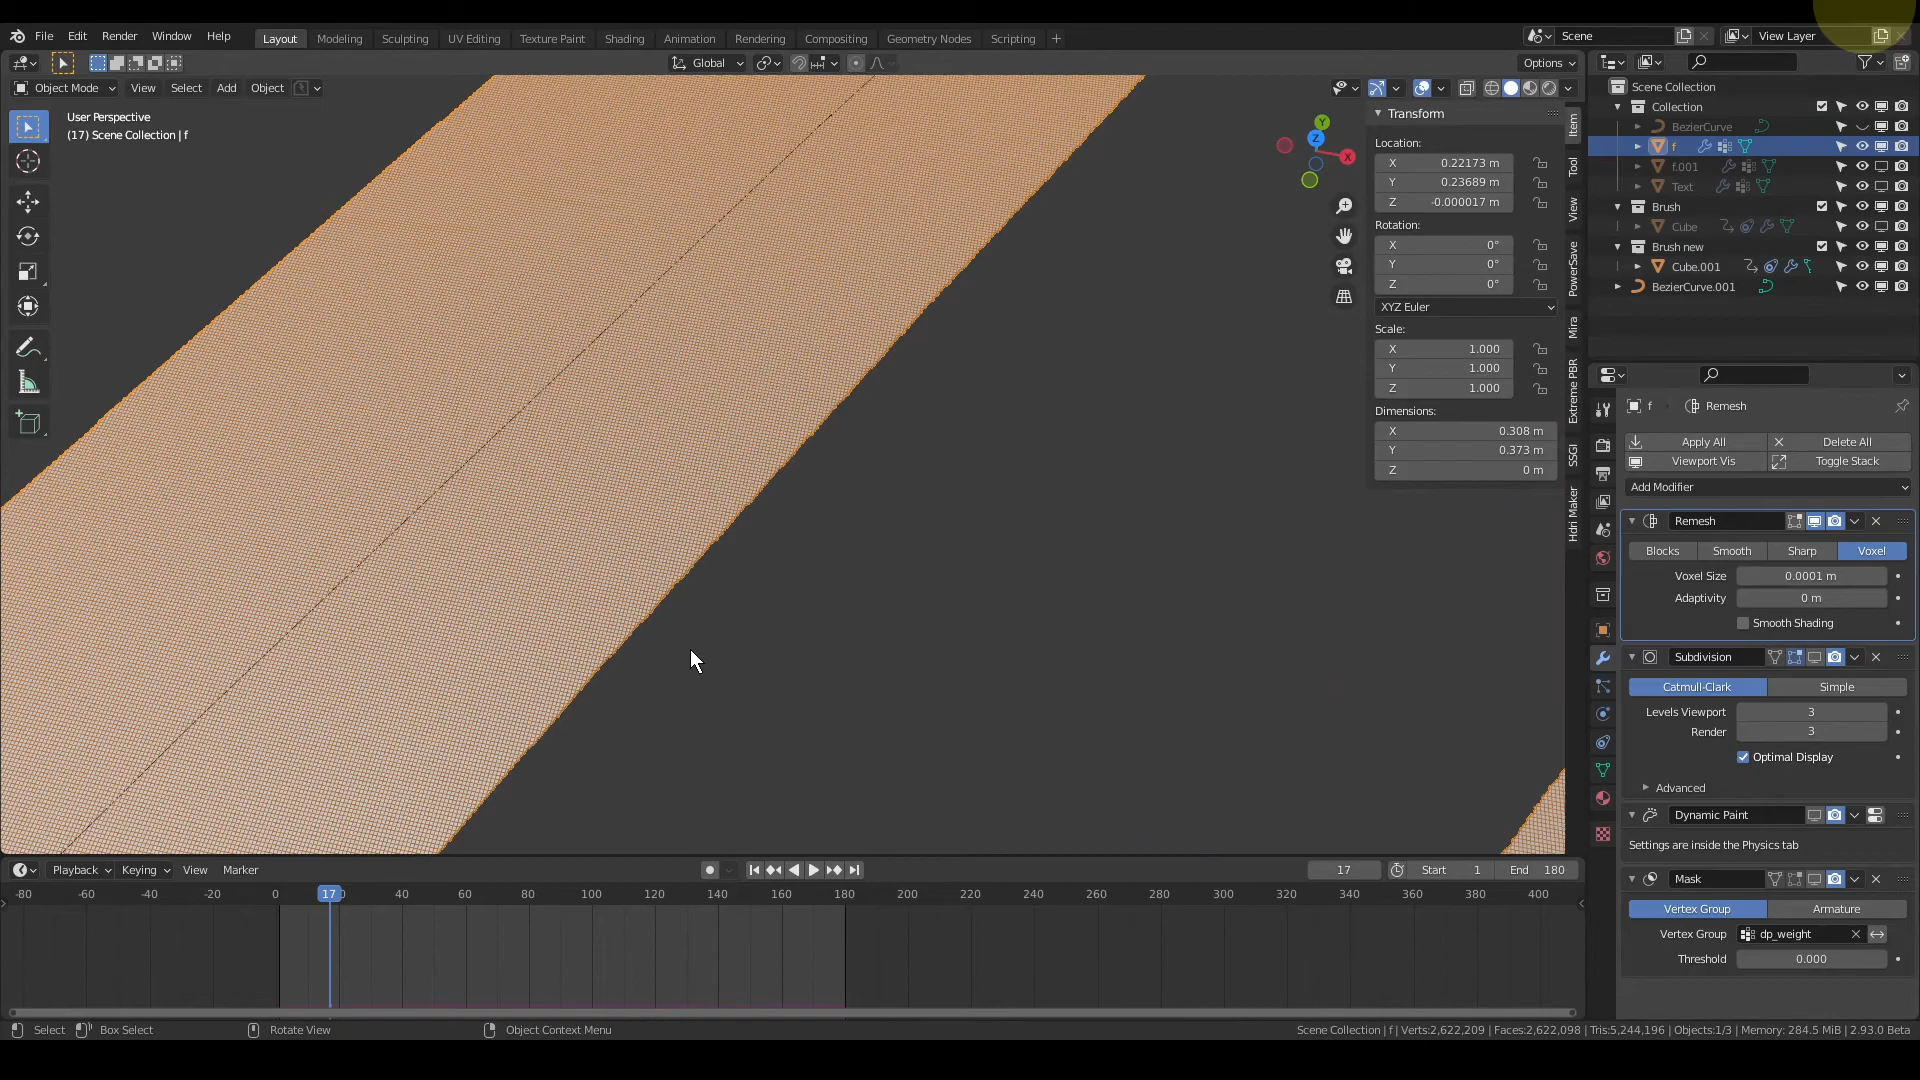 File Edit Render Window Help Layout Modeling Sculpting UV Editing Texture Paint Shading Animation Rendering Compositing Geometry Nodes Scripting + Scene View Layer
Global Options
Object Mode View Select Add Object
User Perspective
(17) Scene Collection | f
Y
Z
X
Transform
Location:
X 0.22173 m
Y 0.23689 m
Z -0.000017 m
Rotation:
X 0°
Y 0°
Z 0°
XYZ Euler
Scale:
X 1.000
Y 1.000
Z 1.000
Dimensions:
X 0.308 m
Y 0.373 m
Z 0 m
Item
Tool
View
PowerSave
Mira
Extreme PBR
SSGI
Hdri Maker
Scene Collection
Collection
BezierCurve
f
f.001
Text
Brush
Cube
Brush new
Cube.001
BezierCurve.001
f Remesh
Apply All Delete All
Viewport Vis Toggle Stack
Add Modifier
Remesh
Blocks Smooth Sharp Voxel
Voxel Size 0.0001 m
Adaptivity 0 m
Smooth Shading
Subdivision
Catmull-Clark Simple
Levels Viewport 3
Render 3
Optimal Display
Advanced
Dynamic Paint
Settings are inside the Physics tab
Mask
Vertex Group Armature
Vertex Group dp_weight
Threshold 0.000
Playback Keying View Marker 17 Start 1 End 180
-80 -60 -40 -20 0 17 40 60 80 100 120 140 160 180 200 220 240 260 280 300 320 340 360 380 400
Select Box Select Rotate View Object Context Menu Scene Collection | f | Verts:2,622,209 | Faces:2,622,098 | Tris:5,244,196 | Objects:1/3 | Memory: 284.5 MiB | 2.93.0 Beta